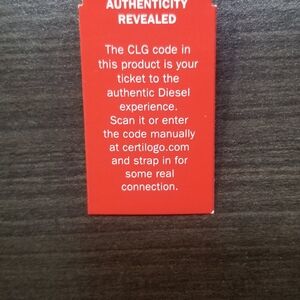 AUTHENTICITY
REVEALED
The CLG code in
this product is your
ticket to the
authentic Diesel
experience.
Scan it or enter
the code manually
at certilogo.com
and strap in for
some real
connection.